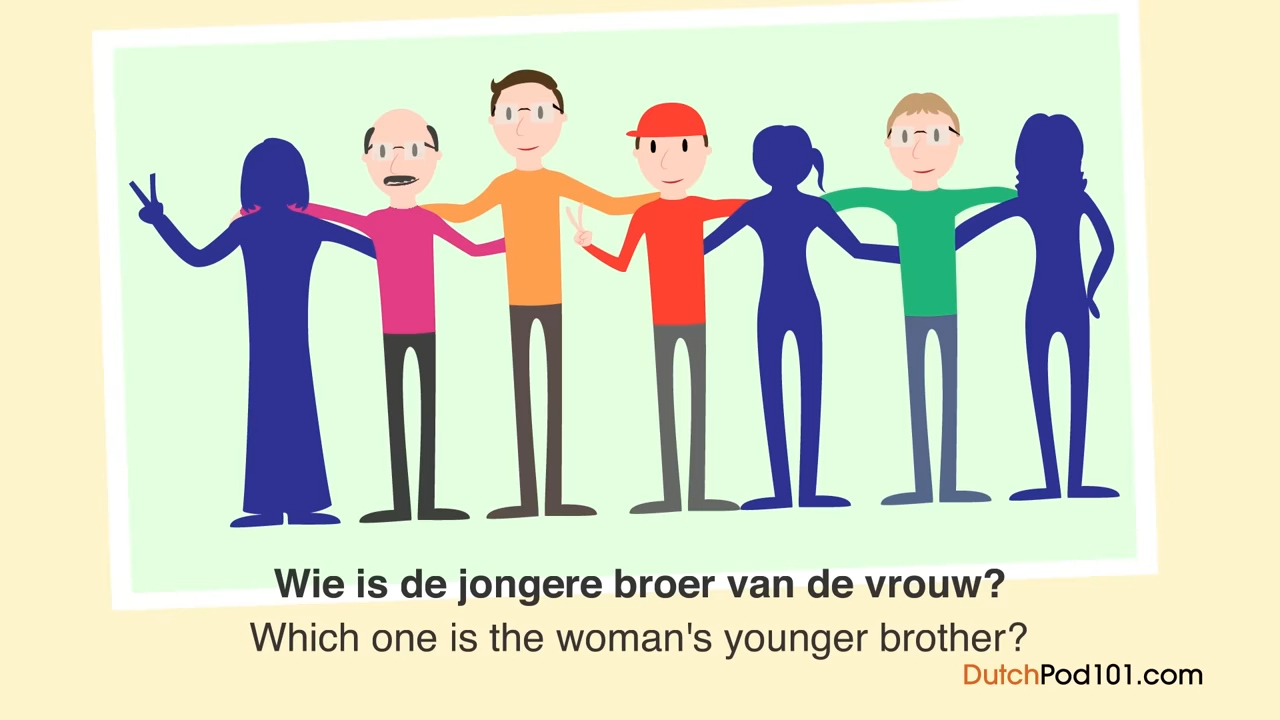 Wie is de jongere broer van de vrouw?
Which one is the woman's younger brother?
DutchPod101.com